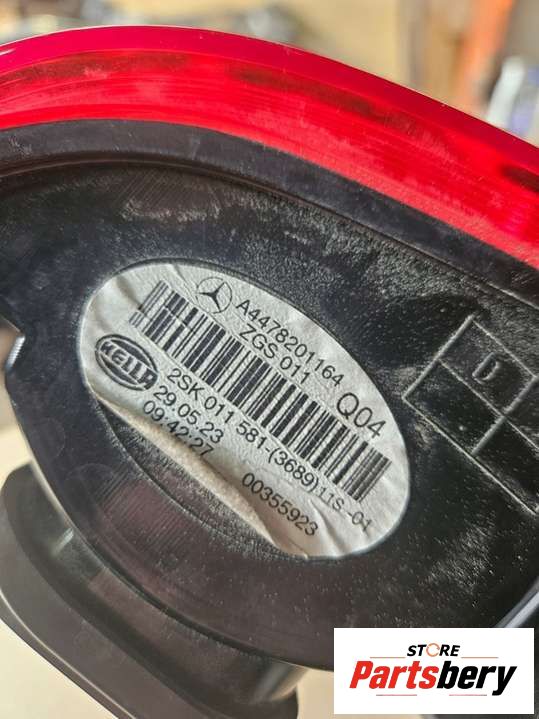 A4478201164
ZGS 011
Q04
HELLA
2SK 011 581-(3689)11S-01
29.05.23
09:42:27
00355923
D
STORE
Partsbery